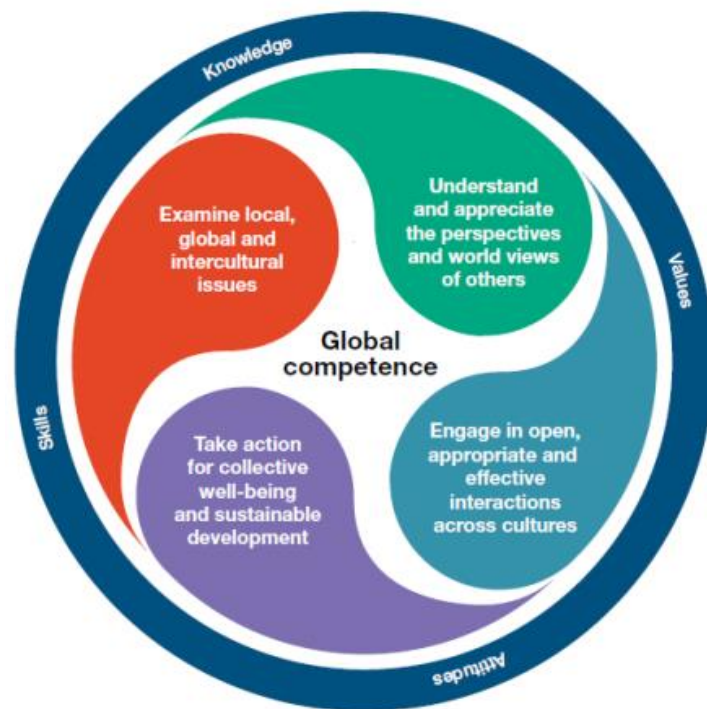 Knowledge
Understand
and appreciate
the perspectives
and world views
of others
Examine local,
global and
intercultural
issues
Values
Global
competence
Skills
Take action
for collective
well-being
and sustainable
development
Engage in open,
appropriate and
effective
interactions
across cultures
Attitudes